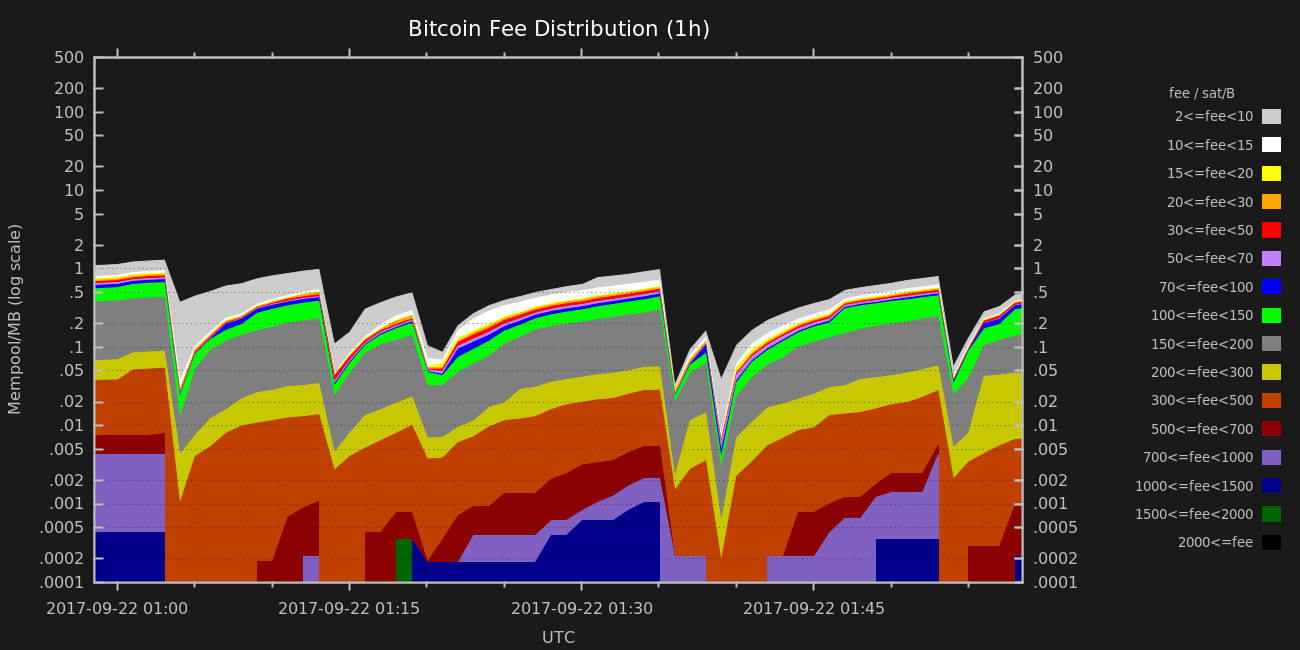 Bitcoin Fee Distribution (1h)
500
200
100
50
20
10
5
2
1
.5
.2
.1
.05
.02
.01
.005
.002
.001
.0005
.0002
.0001
Mempool/MB (log scale)
500
200
100
50
20
10
5
2
1
.5
.2
.1
.05
.02
.01
.005
.002
.001
.0005
.0002
.0001
2017-09-22 01:00 2017-09-22 01:15 2017-09-22 01:30 2017-09-22 01:45
UTC
fee / sat/B
2<=fee<10
10<=fee<15
15<=fee<20
20<=fee<30
30<=fee<50
50<=fee<70
70<=fee<100
100<=fee<150
150<=fee<200
200<=fee<300
300<=fee<500
500<=fee<700
700<=fee<1000
1000<=fee<1500
1500<=fee<2000
2000<=fee